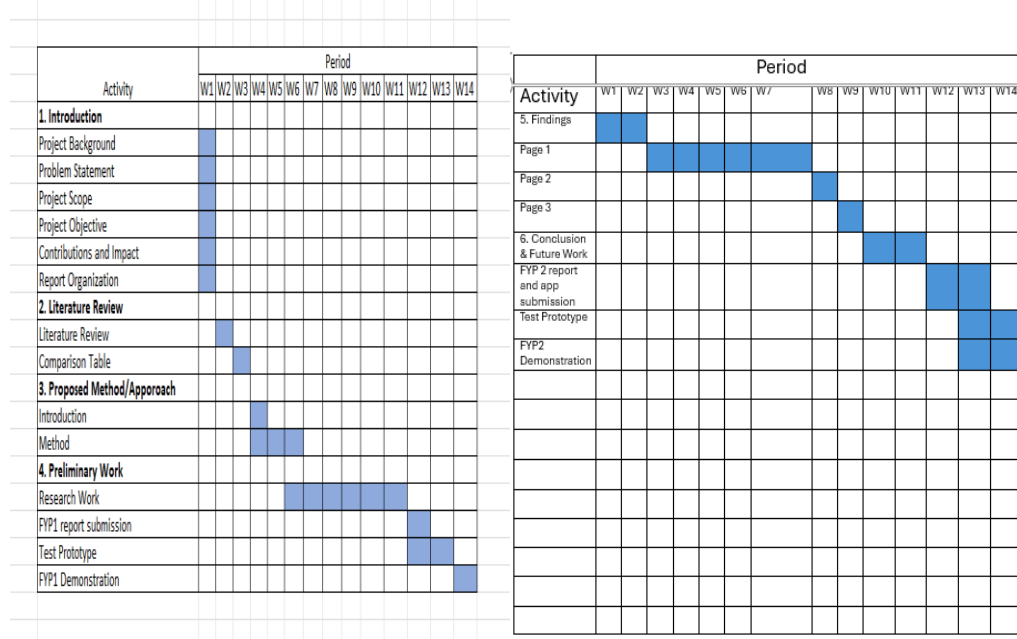 Period
Activity W1 W2 W3 W4 W5 W6 W7 W8 W9 W10 W11 W12 W13 W14
1. Introduction
Project Background
Problem Statement
Project Scope
Project Objective
Contributions and Impact
Report Organization
2. Literature Review
Literature Review
Comparison Table
3. Proposed Method/Apporoach
Introduction
Method
4. Preliminary Work
Research Work
FYP1 report submission
Test Prototype
FYP1 Demonstration
Period
Activity W1 W2 W3 W4 W5 W6 W7 W8 W9 W10 W11 W12 W13 W14
5. Findings
Page 1
Page 2
Page 3
6. Conclusion
& Future Work
FYP 2 report
and app
submission
Test Prototype
FYP2
Demonstration